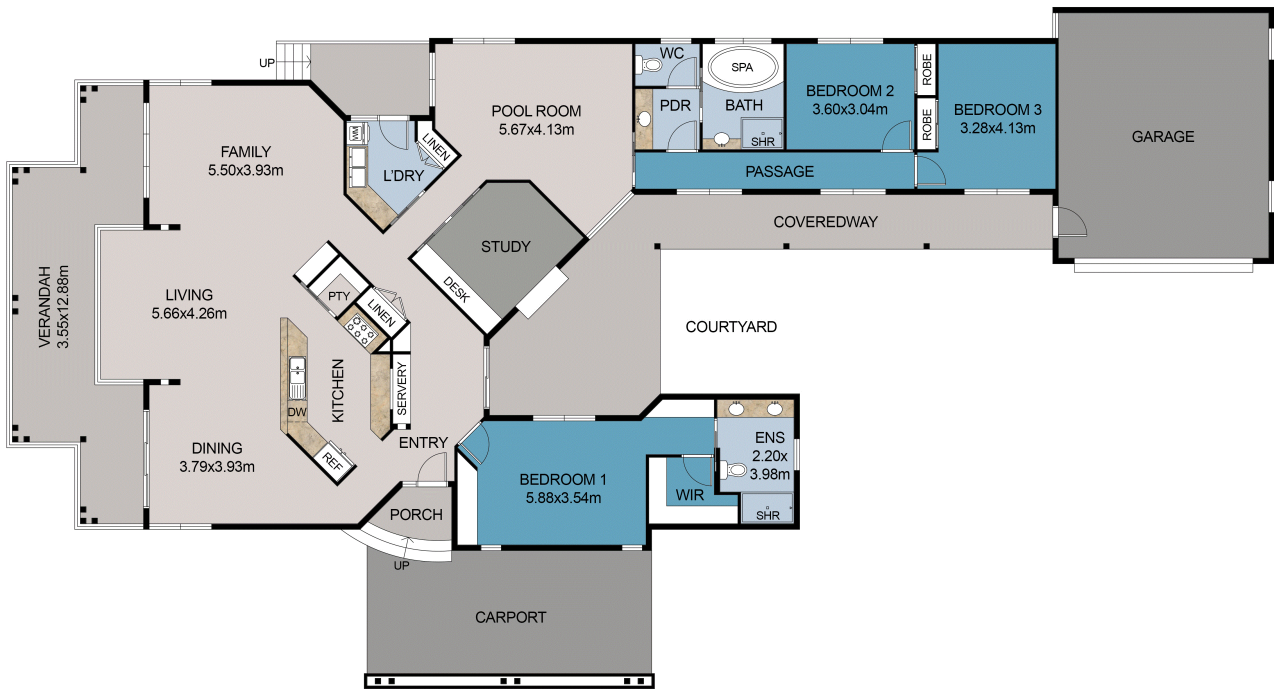 UP
WC
SPA
BEDROOM 2
3.60x3.04m
ROBE
ROBE
BEDROOM 3
3.28x4.13m
GARAGE
POOL ROOM
5.67x4.13m
PDR
BATH
SHR
WM
LINEN
L'DRY
FAMILY
5.50x3.93m
PASSAGE
COVEREDWAY
STUDY
DESK
VERANDAH
3.55x12.88m
LIVING
5.66x4.26m
PTY
LINEN
COURTYARD
KITCHEN
SERVERY
DW
REF
DINING
3.79x3.93m
ENTRY
ENS
2.20x
3.98m
BEDROOM 1
5.88x3.54m
WIR
SHR
PORCH
UP
CARPORT